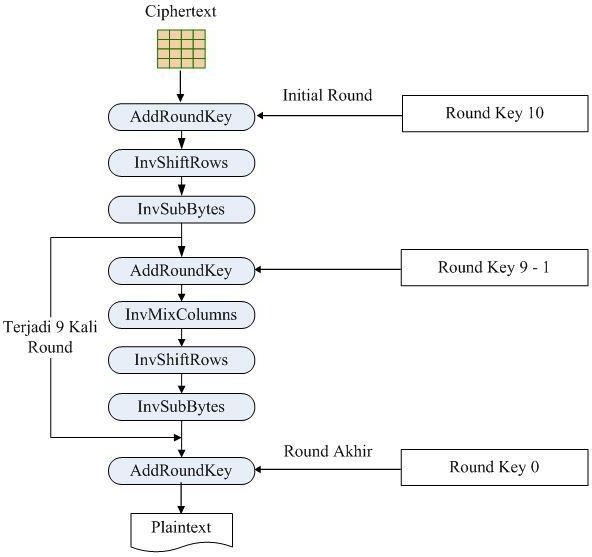 Ciphertext
Initial Round
AddRoundKey
Round Key 10
InvShiftRows
InvSubBytes
AddRoundKey
Round Key 9 - 1
InvMixColumns
Terjadi 9 Kali
Round
InvShiftRows
InvSubBytes
Round Akhir
AddRoundKey
Round Key 0
Plaintext